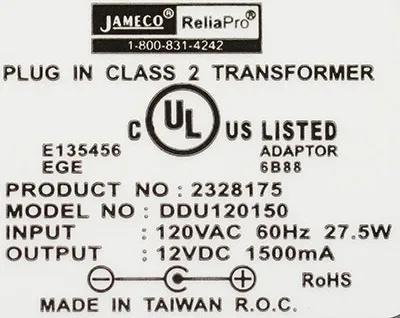 JAMECO® ReliaPro®
1-800-831-4242
PLUG IN CLASS 2 TRANSFORMER
C UL® US LISTED
E135456 ADAPTOR
EGE 6B88
PRODUCT NO : 2328175
MODEL NO : DDU120150
INPUT : 120VAC 60Hz 27.5W
OUTPUT : 12VDC 1500mA
RoHS
MADE IN TAIWAN R.O.C.